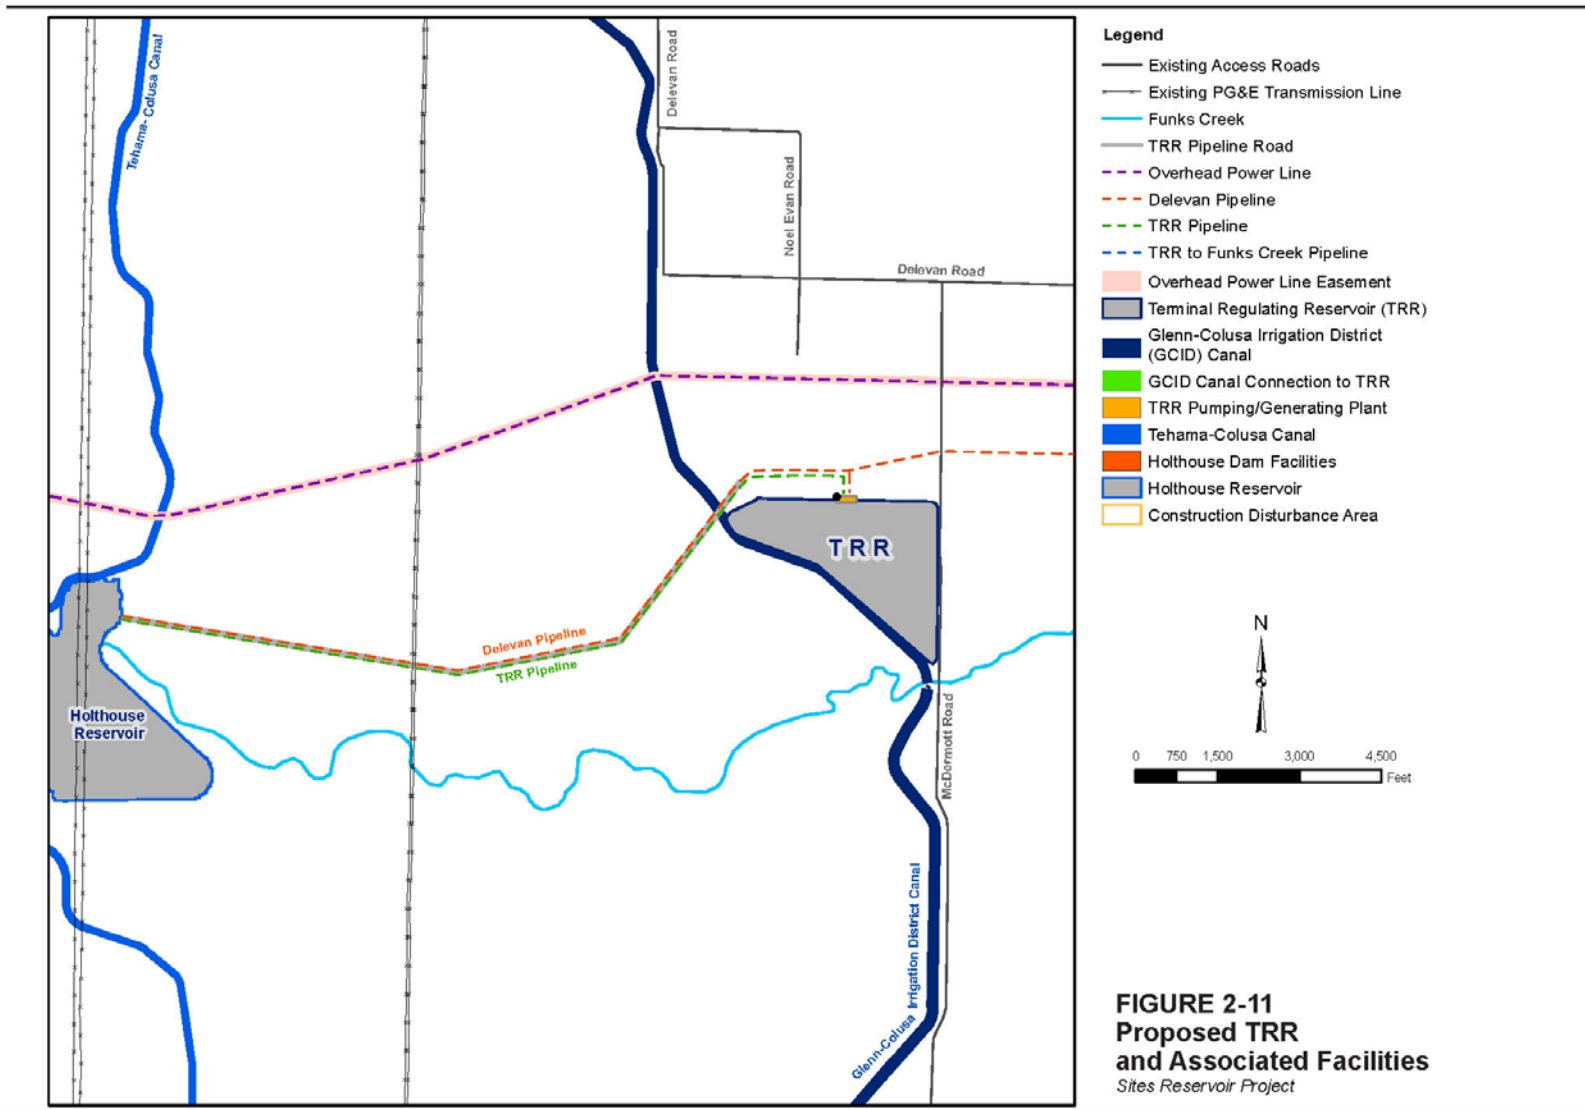 Tehama-Colusa Canal
Delevan Road
Noel Evan Road
Delevan Road
TRR
Delevan Pipeline
TRR Pipeline
Holthouse
Reservoir
McDermott Road
Glenn-Colusa Irrigation District Canal
Legend
Existing Access Roads
Existing PG&E Transmission Line
Funks Creek
TRR Pipeline Road
Overhead Power Line
Delevan Pipeline
TRR Pipeline
TRR to Funks Creek Pipeline
Overhead Power Line Easement
Terminal Regulating Reservoir (TRR)
Glenn-Colusa Irrigation District
(GCID) Canal
GCID Canal Connection to TRR
TRR Pumping/Generating Plant
Tehama-Colusa Canal
Holthouse Dam Facilities
Holthouse Reservoir
Construction Disturbance Area
N
0 750 1,500 3,000 4,500
Feet
FIGURE 2-11
Proposed TRR
and Associated Facilities
Sites Reservoir Project